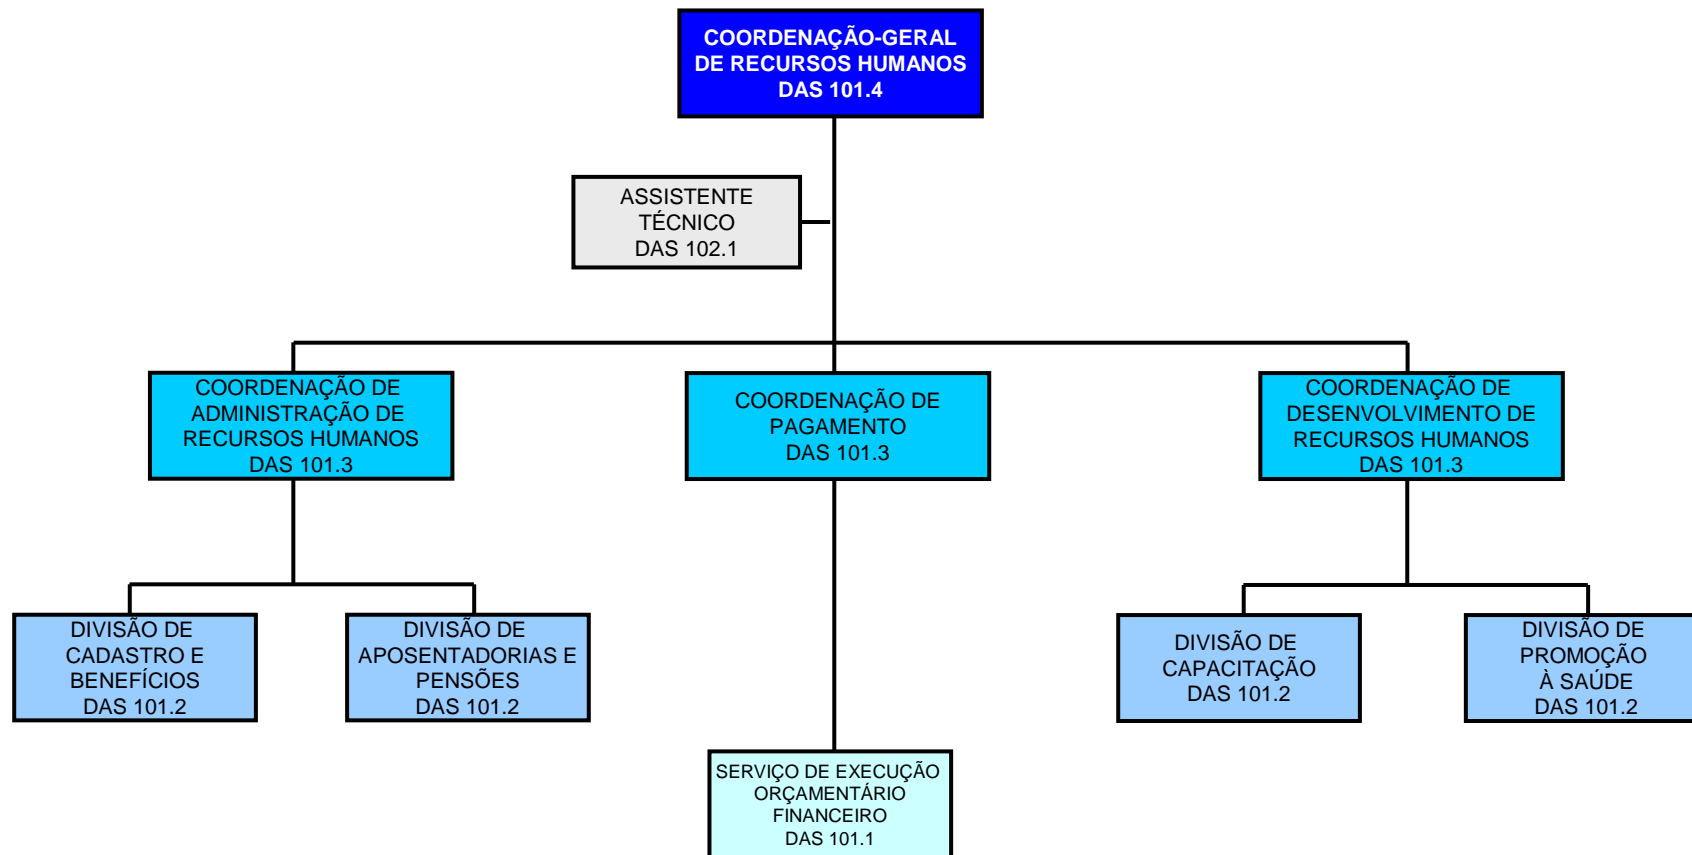 COORDENAÇÃO-GERAL
DE RECURSOS HUMANOS
DAS 101.4
ASSISTENTE
TÉCNICO
DAS 102.1
COORDENAÇÃO DE
ADMINISTRAÇÃO DE
RECURSOS HUMANOS
DAS 101.3
COORDENAÇÃO DE
PAGAMENTO
DAS 101.3
COORDENAÇÃO DE
DESENVOLVIMENTO DE
RECURSOS HUMANOS
DAS 101.3
DIVISÃO DE
CADASTRO E
BENEFÍCIOS
DAS 101.2
DIVISÃO DE
APOSENTADORIAS E
PENSÕES
DAS 101.2
DIVISÃO DE
CAPACITAÇÃO
DAS 101.2
DIVISÃO DE
PROMOÇÃO
À SAÚDE
DAS 101.2
SERVIÇO DE EXECUÇÃO
ORÇAMENTÁRIO
FINANCEIRO
DAS 101.1